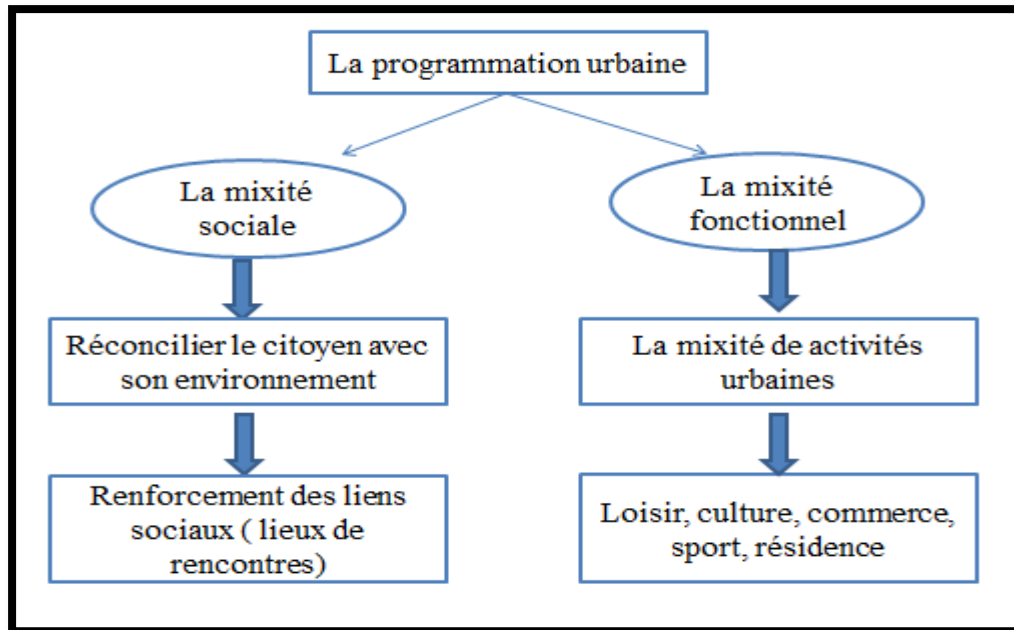 La programmation urbaine
La mixité
sociale
La mixité
fonctionnel
Réconcilier le citoyen avec
son environnement
La mixité de activités
urbaines
Renforcement des liens
sociaux ( lieux de
rencontres)
Loisir, culture, commerce,
sport, résidence